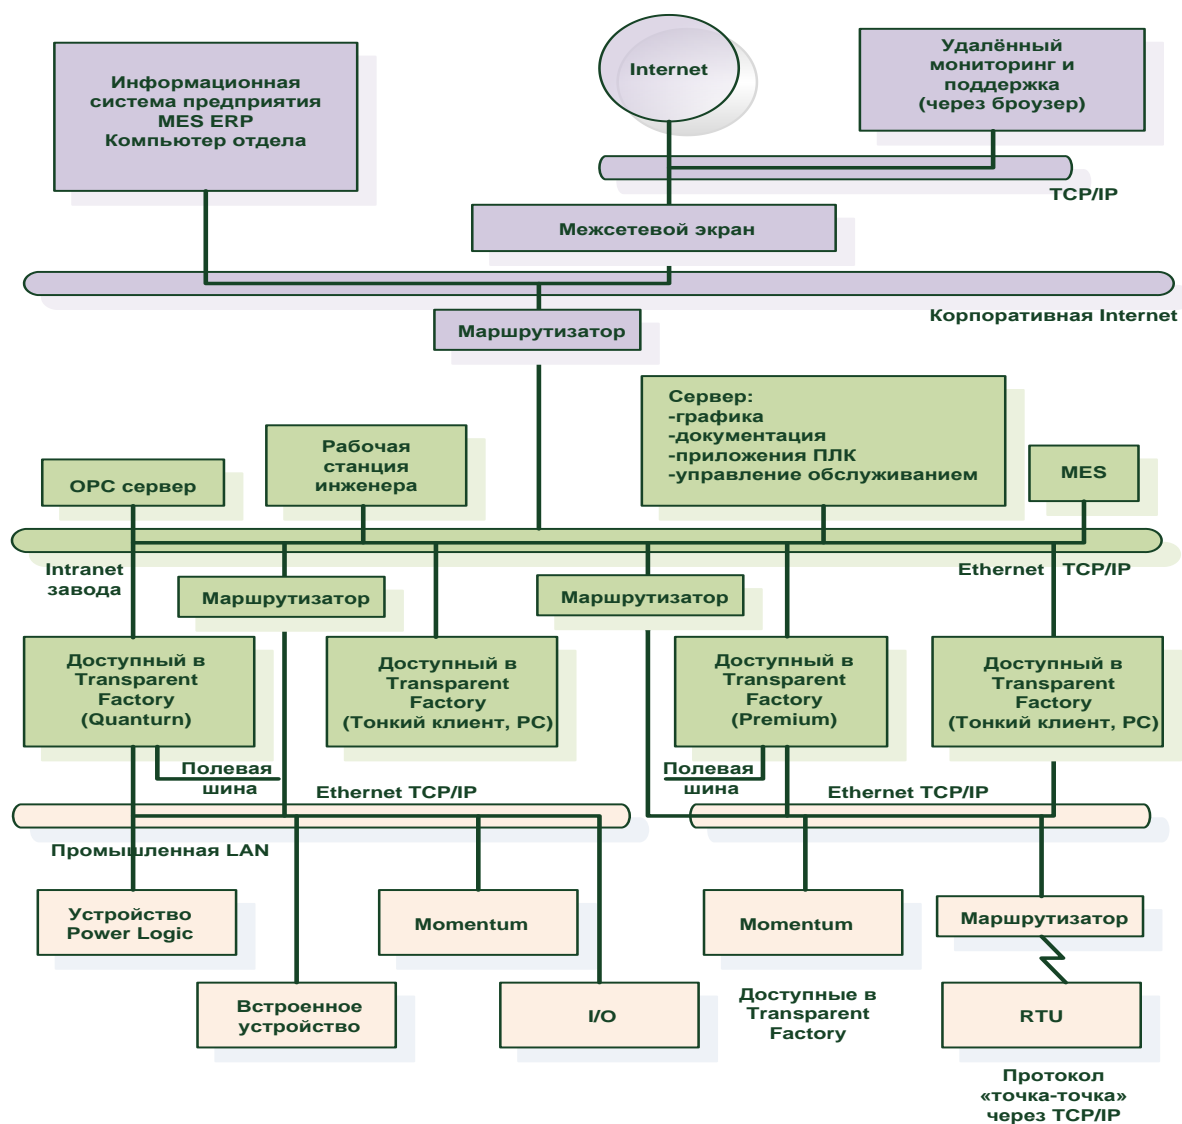 Информационная
система предприятия
MES ERP
Компьютер отдела
Internet
Удалённый
мониторинг и
поддержка
(через броузер)
TCP/IP
Межсетевой экран
Корпоративная Internet
Маршрутизатор
OPC сервер
Рабочая
станция
инженера
Сервер:
-графика
-документация
-приложения ПЛК
-управление обслуживанием
MES
Intranet
завода
Ethernet TCP/IP
Маршрутизатор
Маршрутизатор
Доступный в
Transparent
Factory
(Quanturn)
Доступный в
Transparent
Factory
(Тонкий клиент, PC)
Доступный в
Transparent
Factory
(Premium)
Доступный в
Transparent
Factory
(Тонкий клиент, PC)
Полевая
шина
Ethernet TCP/IP
Полевая
шина
Ethernet TCP/IP
Промышленная LAN
Устройство
Power Logic
Momentum
Momentum
Маршрутизатор
Встроенное
устройство
I/O
Доступные в
Transparent
Factory
RTU
Протокол
«точка-точка»
через TCP/IP